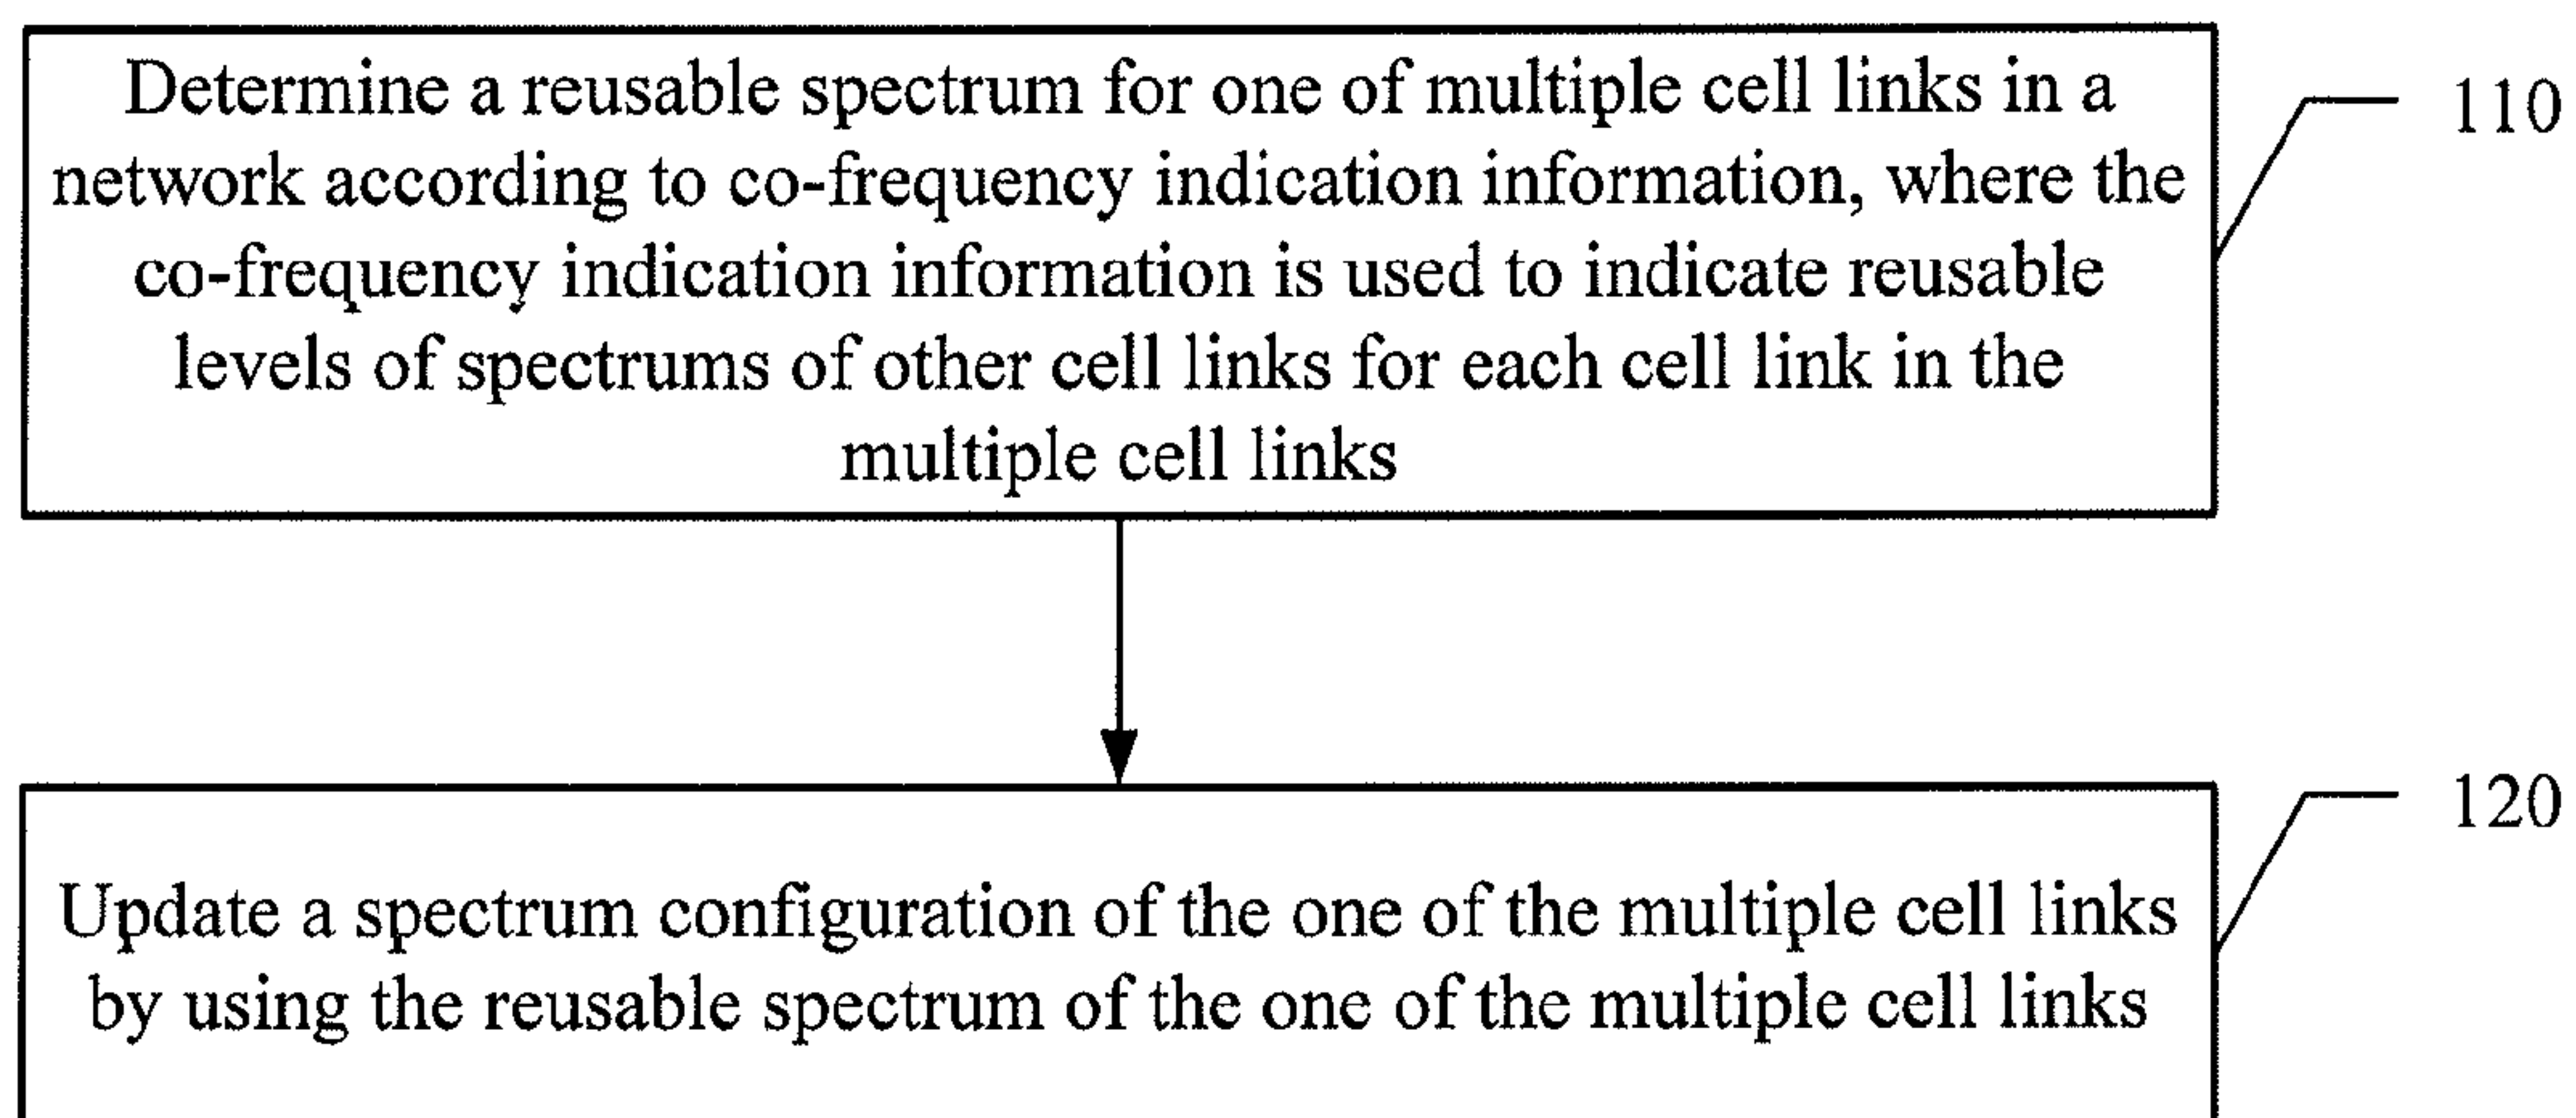 Determine a reusable spectrum for one of multiple cell links in a
network according to co-frequency indication information, where the
co-frequency indication information is used to indicate reusable
levels of spectrums of other cell links for each cell link in the
multiple cell links
110
Update a spectrum configuration of the one of the multiple cell links
by using the reusable spectrum of the one of the multiple cell links
120